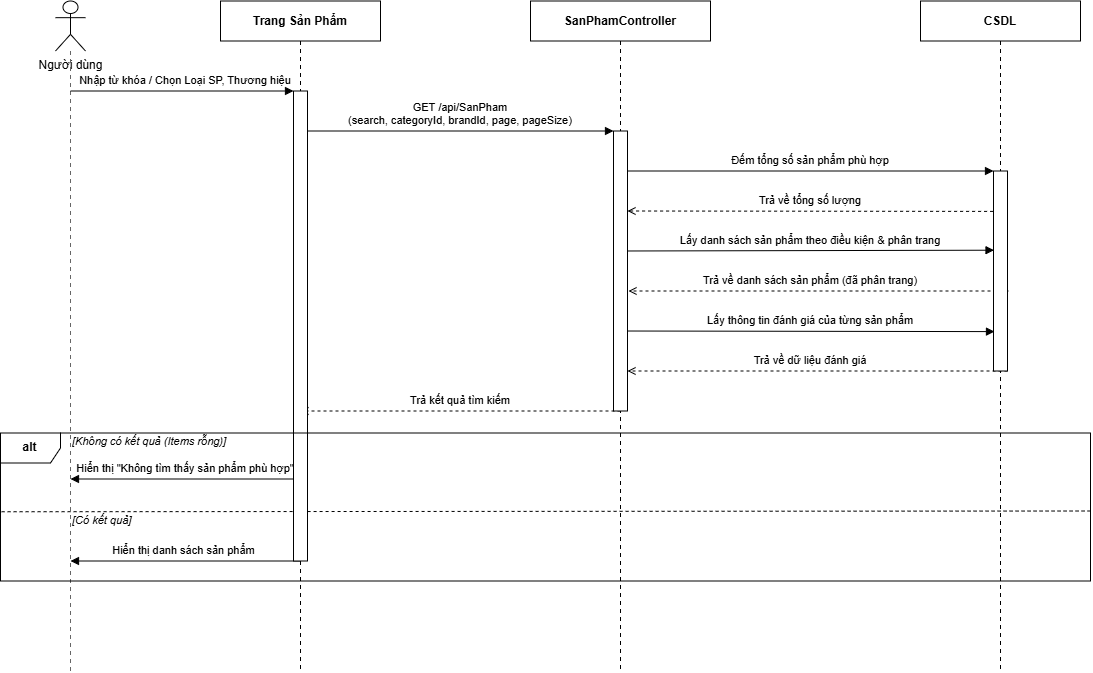 Trang Sản Phẩm
SanPhamController
CSDL
Người dùng
Nhập từ khóa / Chọn Loại SP, Thương hiệu
GET /api/SanPham
(search, categoryId, brandId, page, pageSize)
Đếm tổng số sản phẩm phù hợp
Trả về tổng số lượng
Lấy danh sách sản phẩm theo điều kiện & phân trang
Trả về danh sách sản phẩm (đã phân trang)
Lấy thông tin đánh giá của từng sản phẩm
Trả về dữ liệu đánh giá
Trả kết quả tìm kiếm
alt
[Không có kết quả (Items rỗng)]
Hiển thị "Không tìm thấy sản phẩm phù hợp"
[Có kết quả]
Hiển thị danh sách sản phẩm